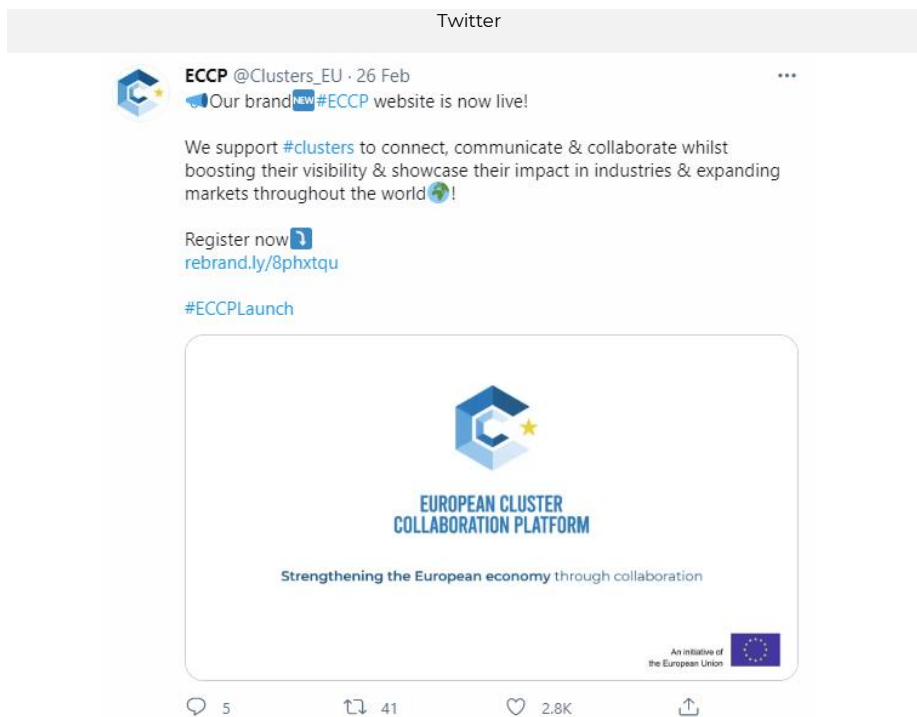 Twitter
ECCP @Clusters_EU · 26 Feb
📢Our brand🆕#ECCP website is now live!
We support #clusters to connect, communicate & collaborate whilst
boosting their visibility & showcase their impact in industries & expanding
markets throughout the world🌍!
Register now⤵
rebrand.ly/8phxtqu
#ECCPLaunch
EUROPEAN CLUSTER
COLLABORATION PLATFORM
Strengthening the European economy through collaboration
An initiative of
the European Union
5 41 2.8K